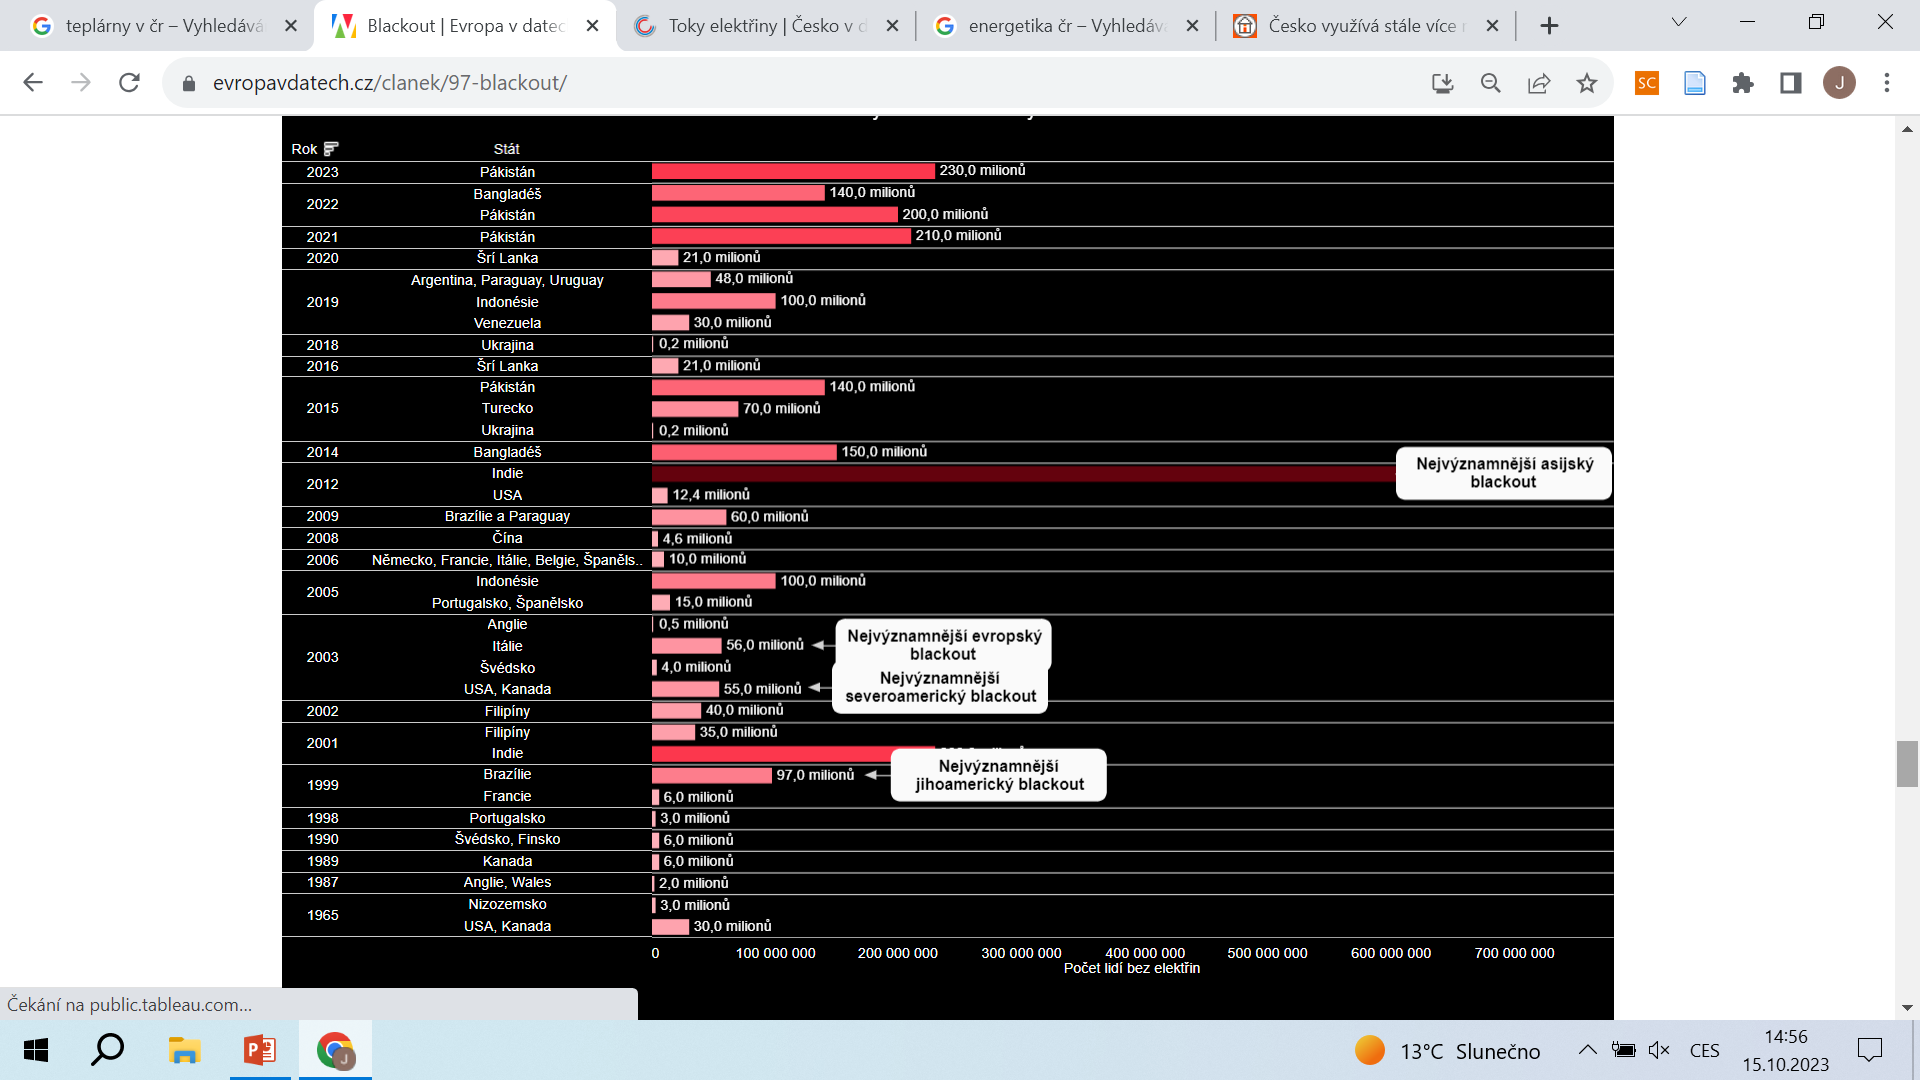 teplárny v čr – Vyhledává
Blackout | Evropa v datec
Toky elektřiny | Česko v d
energetika čr – Vyhledáva
Česko využívá stále více
evropavdatech.cz/clanek/97-blackout/
SC
J
Rok Stát
2023 Pákistán 230,0 milionů
2022 Bangladéš 140,0 milionů
Pákistán 200,0 milionů
2021 Pákistán 210,0 milionů
2020 Šrí Lanka 21,0 milionů
2019 Argentina, Paraguay, Uruguay 48,0 milionů
Indonésie 100,0 milionů
Venezuela 30,0 milionů
2018 Ukrajina 0,2 milionů
2016 Šrí Lanka 21,0 milionů
2015 Pákistán 140,0 milionů
Turecko 70,0 milionů
Ukrajina 0,2 milionů
2014 Bangladéš 150,0 milionů
2012 Indie
Nejvýznamnější asijský
blackout
USA 12,4 milionů
2009 Brazílie a Paraguay 60,0 milionů
2008 Čína 4,6 milionů
2006 Německo, Francie, Itálie, Belgie, Španěls.. 10,0 milionů
2005 Indonésie 100,0 milionů
Portugalsko, Španělsko 15,0 milionů
2003 Anglie 0,5 milionů
Itálie 56,0 milionů
Nejvýznamnější evropský
blackout
Švédsko 4,0 milionů
USA, Kanada 55,0 milionů
Nejvýznamnější
severoamerický blackout
2002 Filipíny 40,0 milionů
2001 Filipíny 35,0 milionů
Indie
1999 Brazílie 97,0 milionů
Nejvýznamnější
jihoamerický blackout
Francie 6,0 milionů
1998 Portugalsko 3,0 milionů
1990 Švédsko, Finsko 6,0 milionů
1989 Kanada 6,0 milionů
1987 Anglie, Wales 2,0 milionů
1965 Nizozemsko 3,0 milionů
USA, Kanada 30,0 milionů
0 100 000 000 200 000 000 300 000 000 400 000 000 500 000 000 600 000 000 700 000 000
Počet lidí bez elektřin
Čekání na public.tableau.com...
J
13°C Slunečno
CES
14:56
15.10.2023